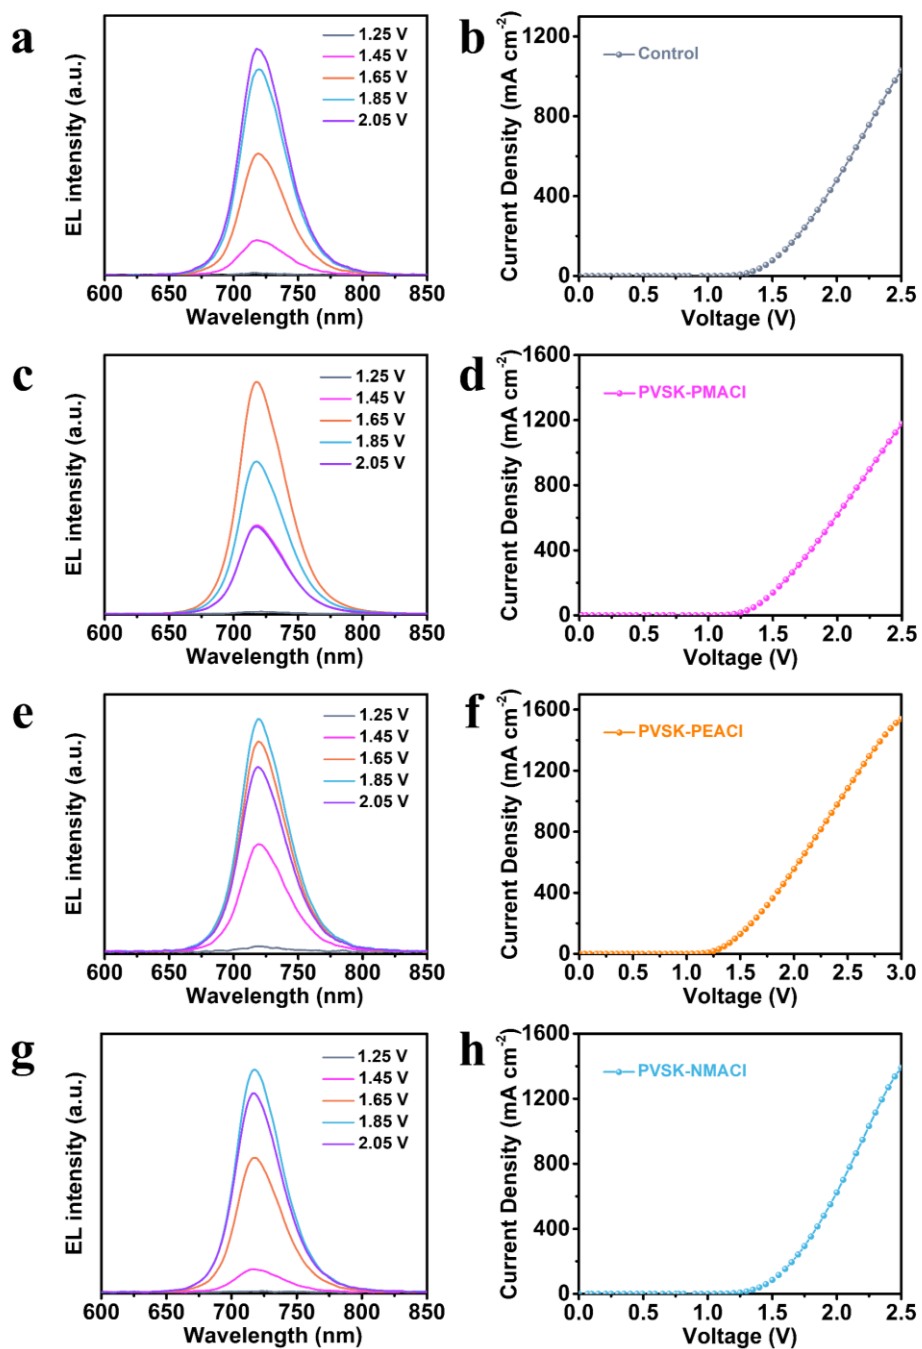 a
EL intensity (a.u.)
1.25 V
1.45 V
1.65 V
1.85 V
2.05 V
600 650 700 750 800 850
Wavelength (nm)
b
Current Density (mA cm-2)
1200
800
400
0
Control
0.0 0.5 1.0 1.5 2.0 2.5
Voltage (V)
c
EL intensity (a.u.)
1.25 V
1.45 V
1.65 V
1.85 V
2.05 V
600 650 700 750 800 850
Wavelength (nm)
d
Current Density (mA cm-2)
1600
1200
800
400
0
PVSK-PMACl
0.0 0.5 1.0 1.5 2.0 2.5
Voltage (V)
e
EL intensity (a.u.)
1.25 V
1.45 V
1.65 V
1.85 V
2.05 V
600 650 700 750 800 850
Wavelength (nm)
f
Current Density (mA cm-2)
1600
1200
800
400
0
PVSK-PEACl
0.0 0.5 1.0 1.5 2.0 2.5 3.0
Voltage (V)
g
EL intensity (a.u.)
1.25 V
1.45 V
1.65 V
1.85 V
2.05 V
600 650 700 750 800 850
Wavelength (nm)
h
Current Density (mA cm-2)
1600
1200
800
400
0
PVSK-NMACl
0.0 0.5 1.0 1.5 2.0 2.5
Voltage (V)